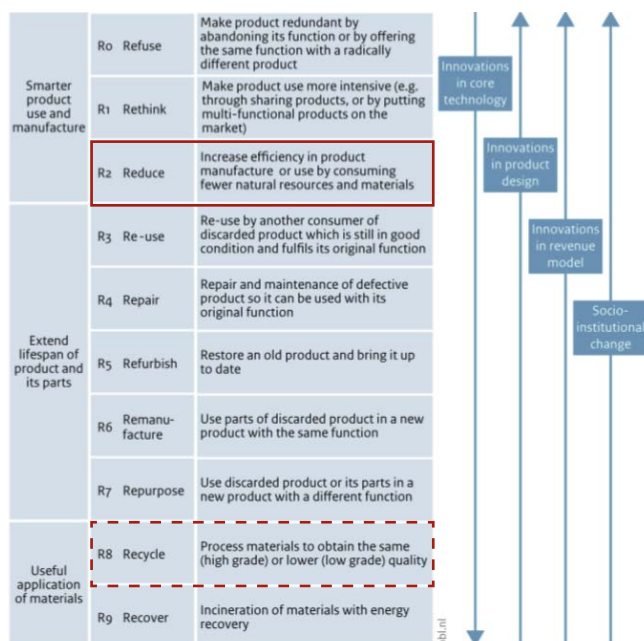 Smarter
product
use and
manufacture
R0 Refuse
Make product redundant by
abandoning its function or by offering
the same function with a radically
different product
R1 Rethink
Make product use more intensive (e.g.
through sharing products, or by putting
multi-functional products on the
market)
R2 Reduce
Increase efficiency in product
manufacture or use by consuming
fewer natural resources and materials
Extend
lifespan of
product and
its parts
R3 Re-use
Re-use by another consumer of
discarded product which is still in good
condition and fulfils its original function
R4 Repair
Repair and maintenance of defective
product so it can be used with its
original function
R5 Refurbish
Restore an old product and bring it up
to date
R6 Remanu-
facture
Use parts of discarded product in a new
product with the same function
R7 Repurpose
Use discarded product or its parts in a
new product with a different function
Useful
application
of materials
R8 Recycle
Process materials to obtain the same
(high grade) or lower (low grade) quality
R9 Recover
Incineration of materials with energy
recovery
Innovations
in core
technology
Innovations
in product
design
Innovations
in revenue
model
Socio-
institutional
change
bl.nl